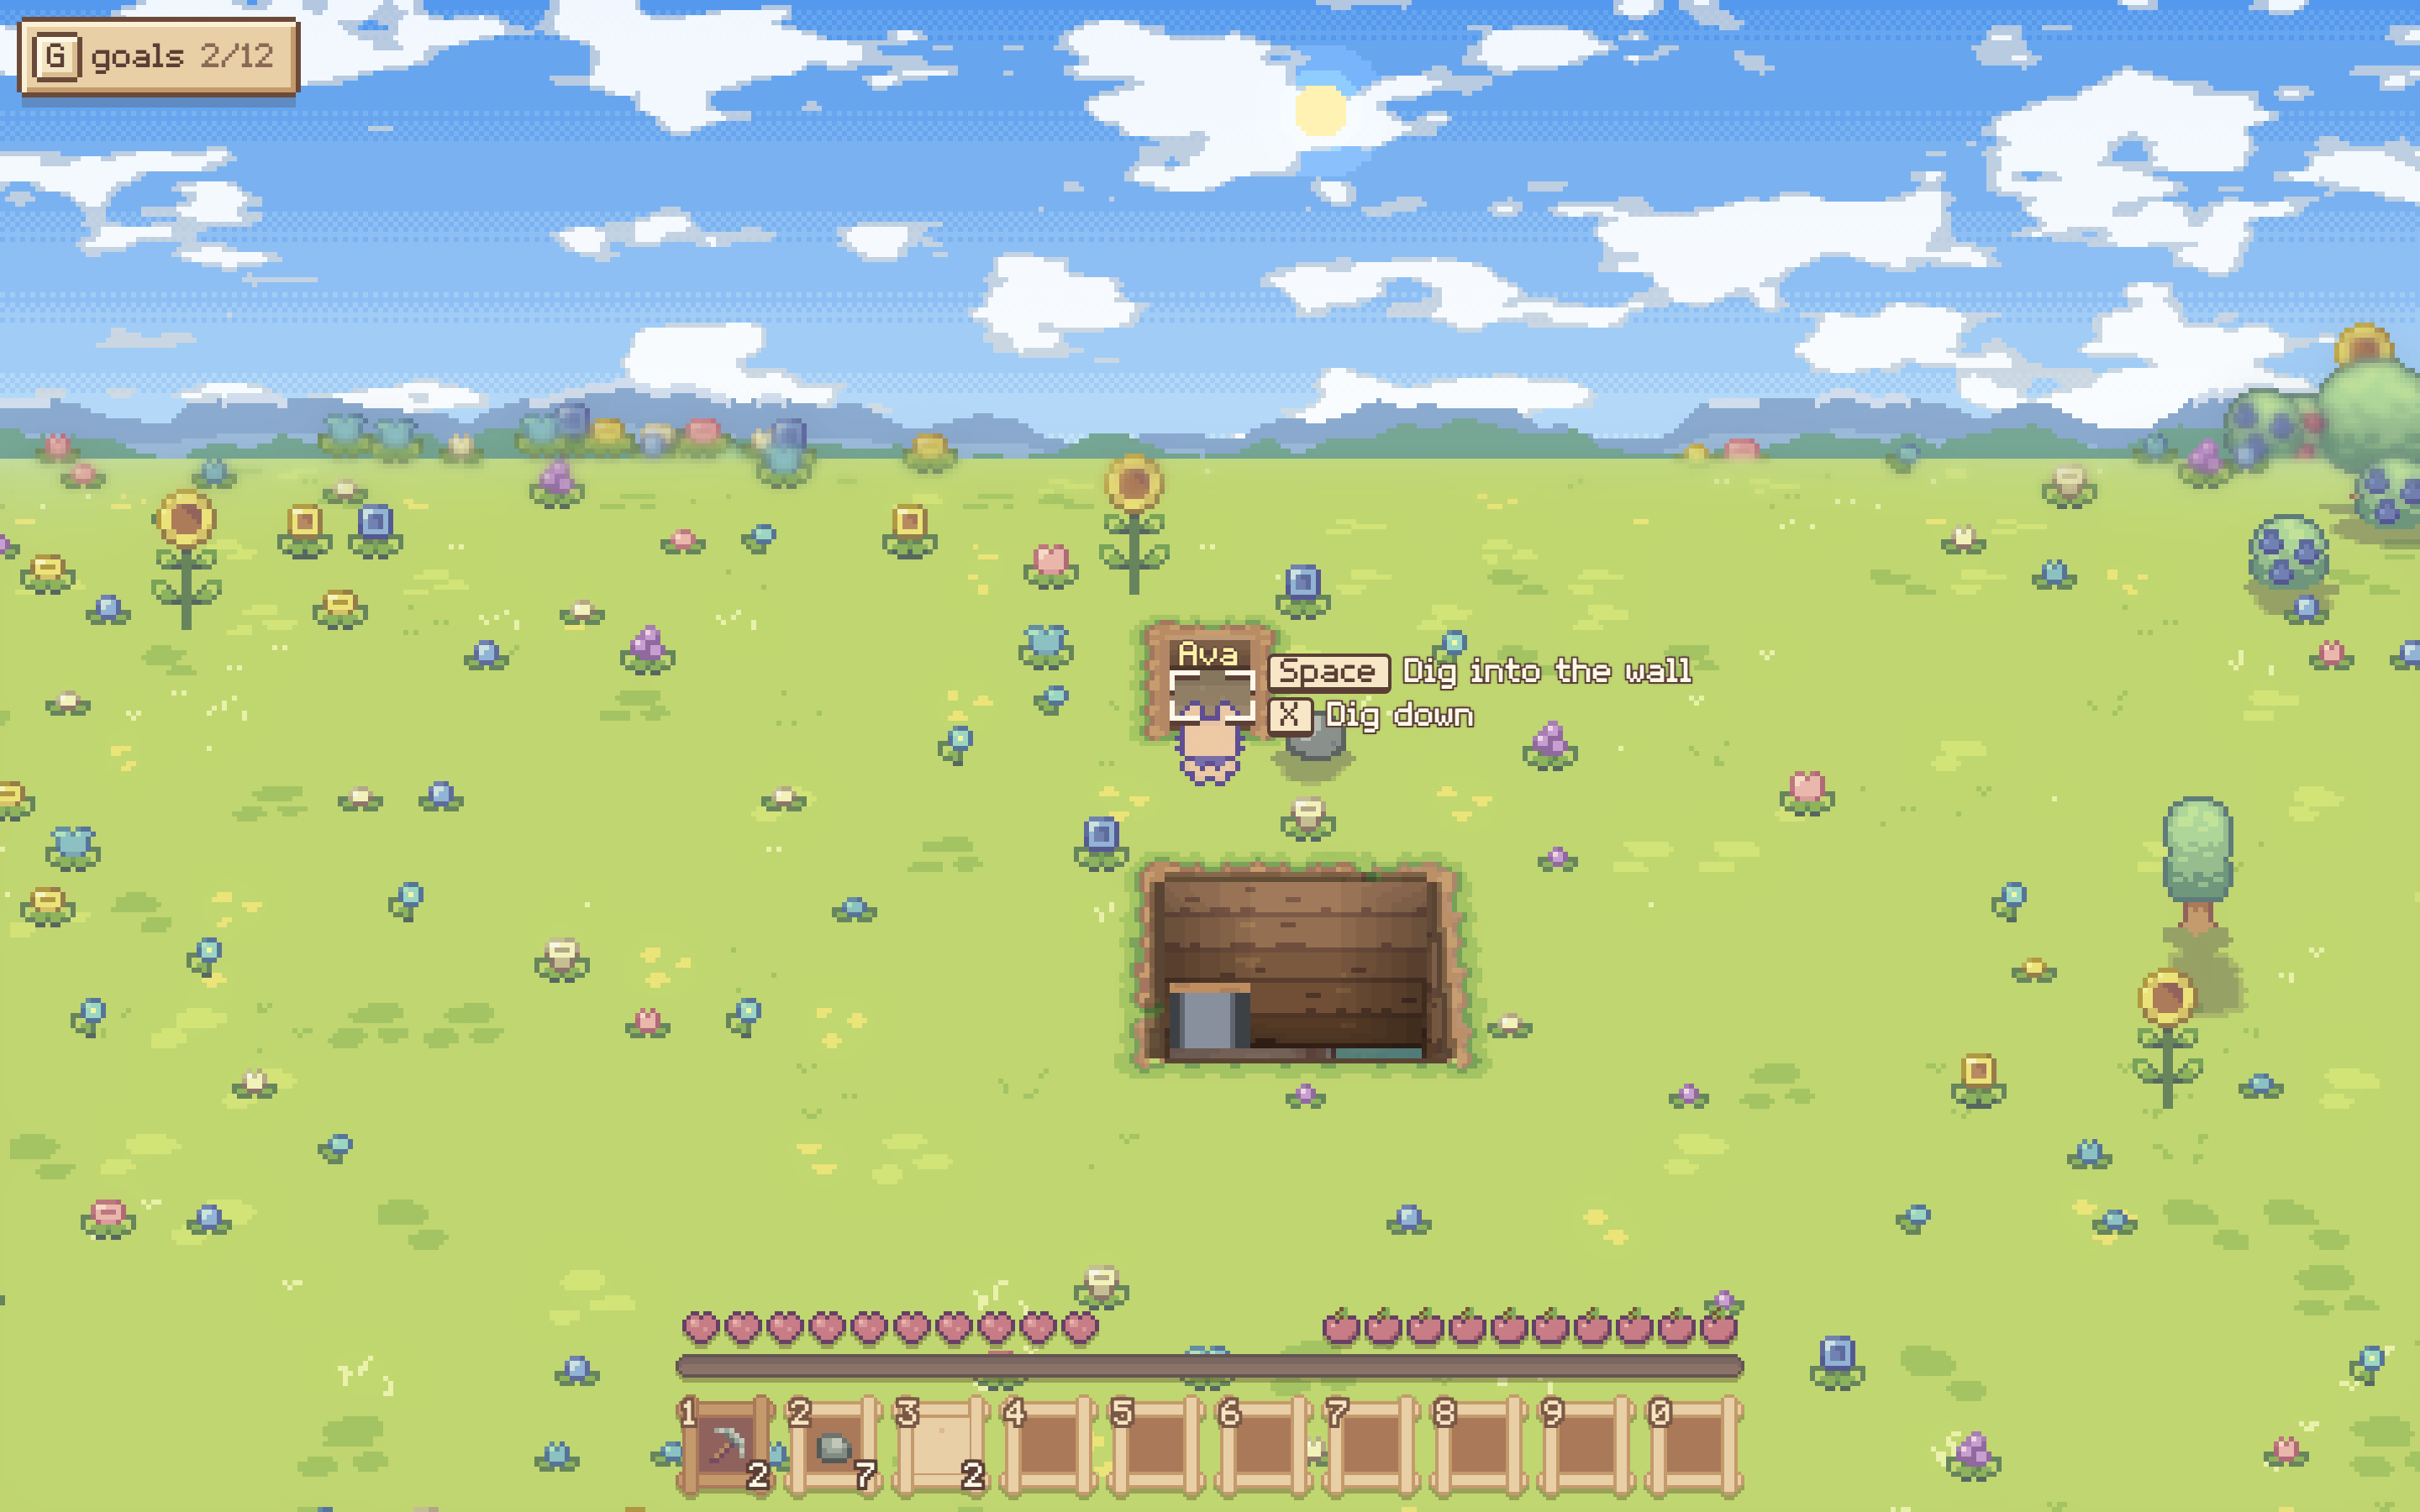 G goals 2/12
Ava
Space Dig into the wall
X Dig down
1 2 3 4 5 6 7 8 9 0
2 7 2